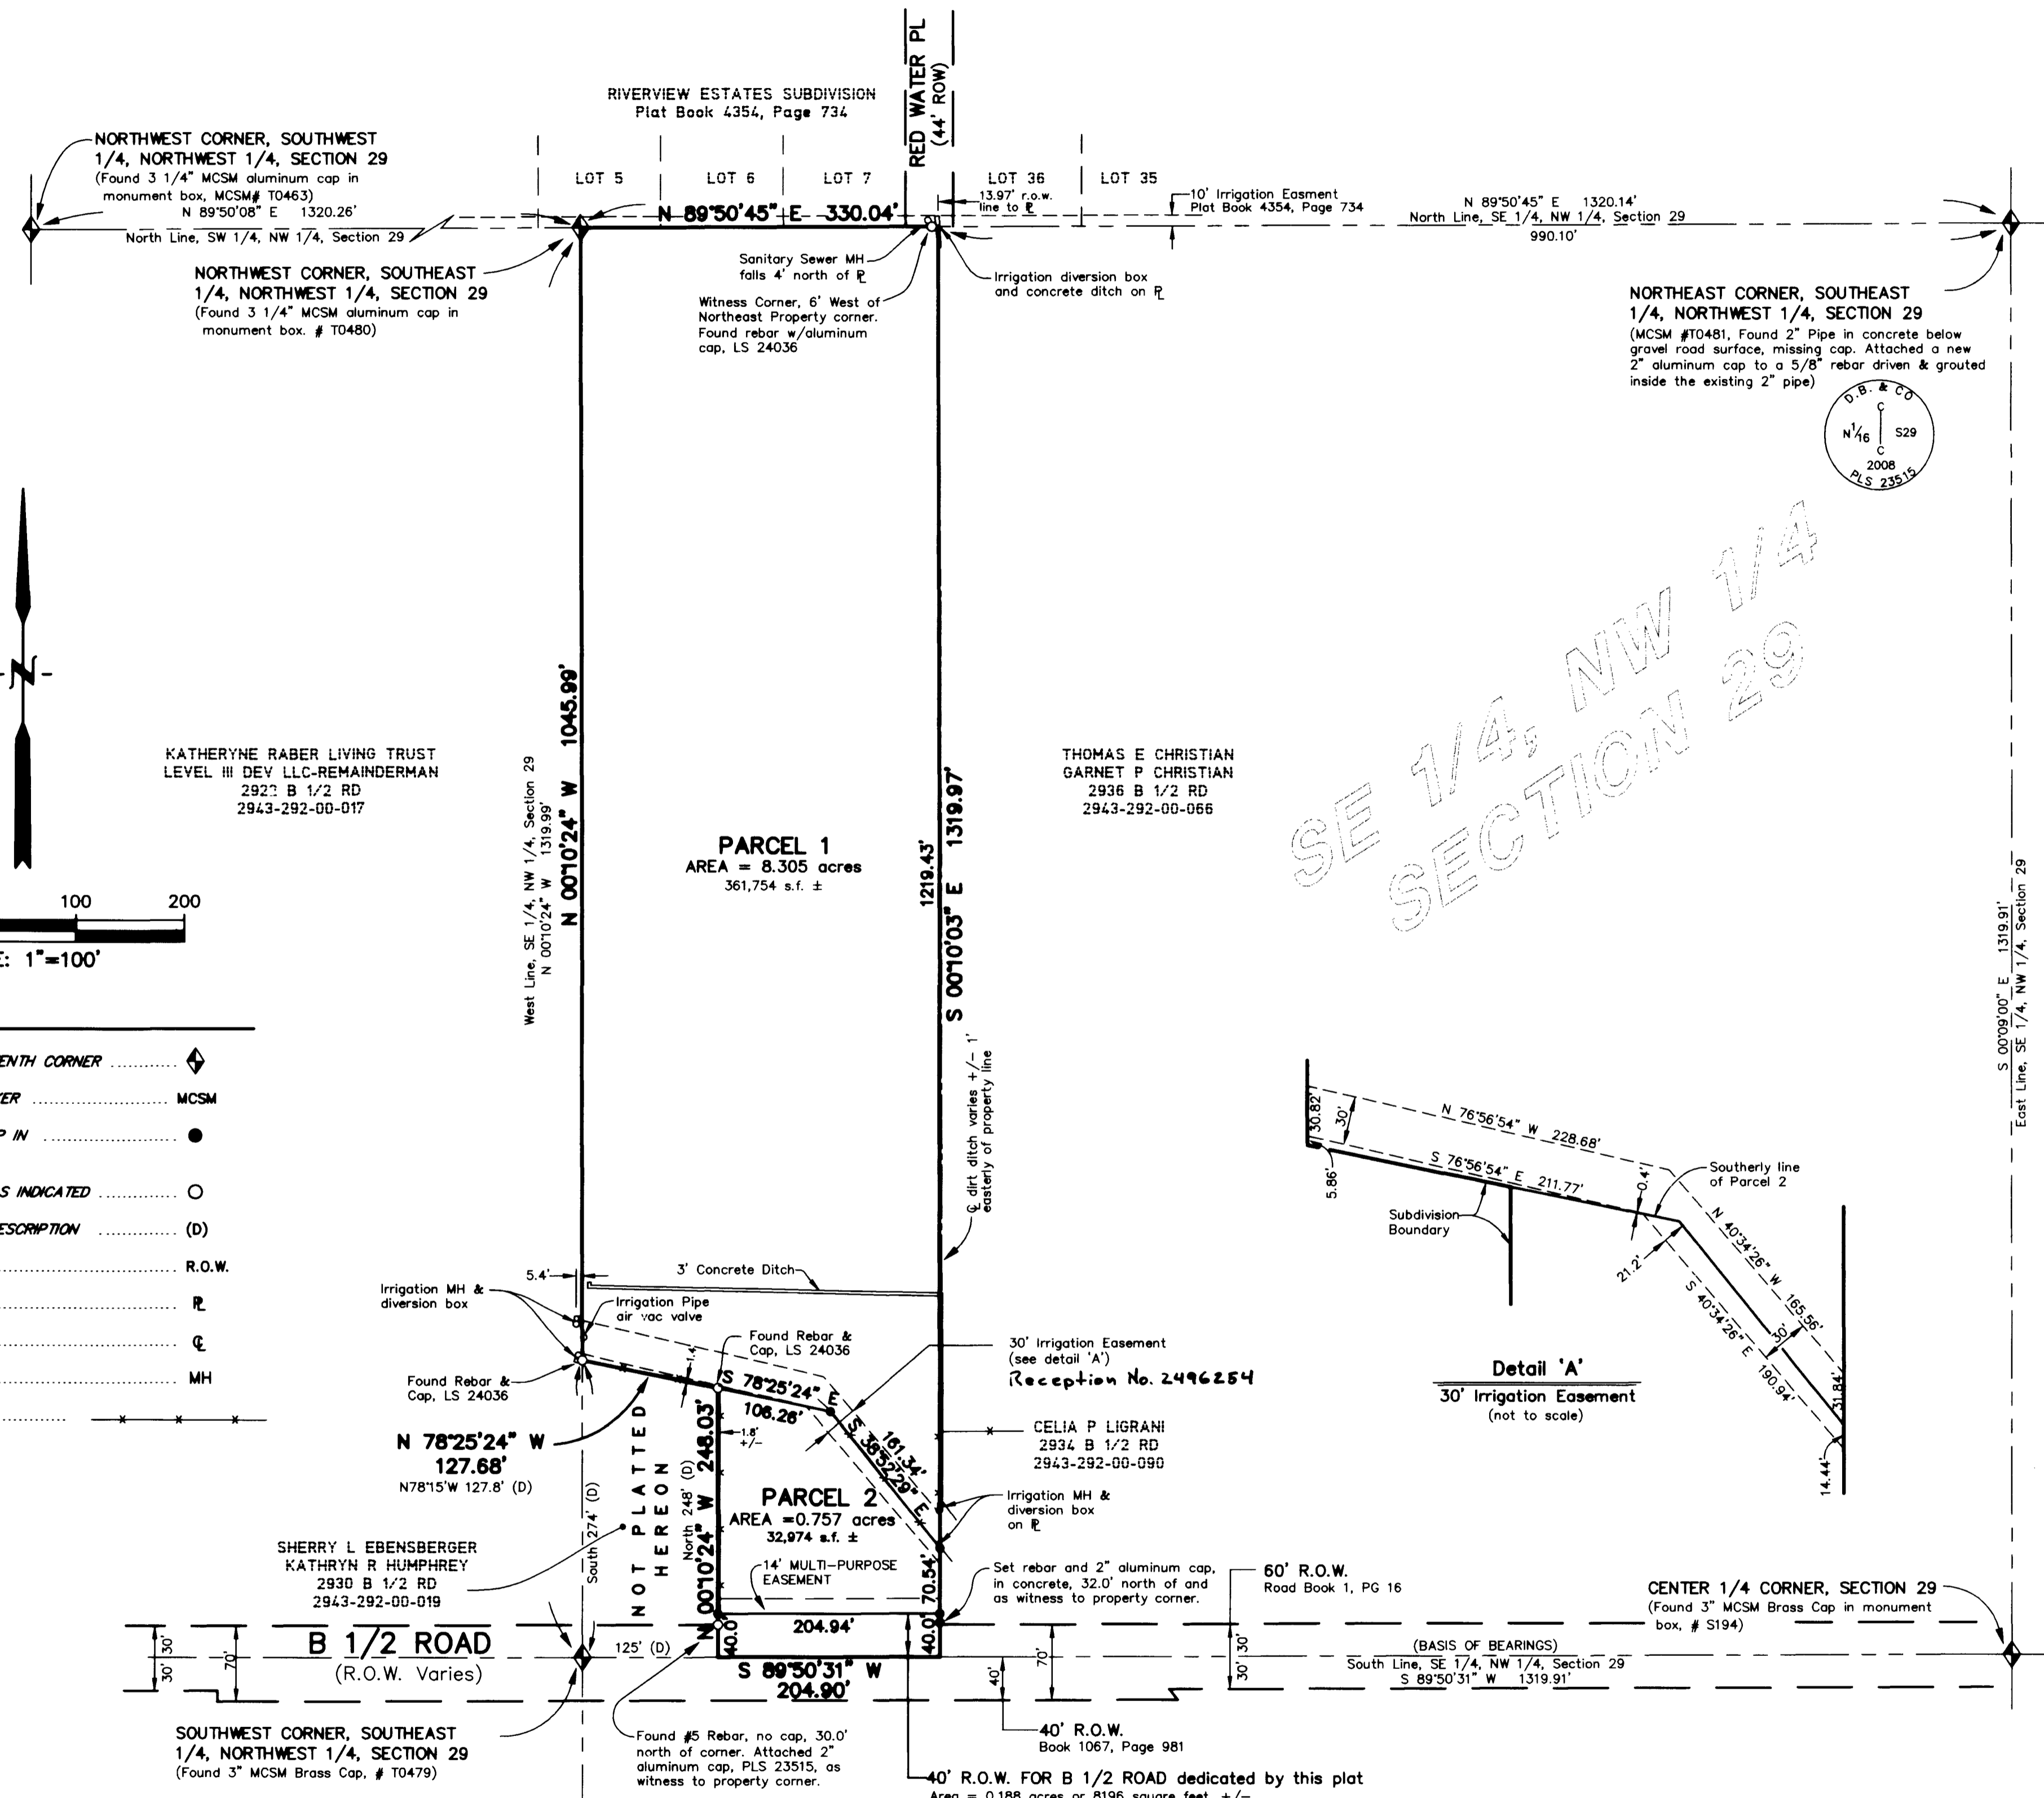 RED WATER PL
(44' ROW)
RIVERVIEW ESTATES SUBDIVISION
Plat Book 4354, Page 734
NORTHWEST CORNER, SOUTHWEST
1/4, NORTHWEST 1/4, SECTION 29
(Found 3 1/4" MCSM aluminum cap in
monument box, MCSM# T0463)
N 89°50'08" E 1320.26'
North Line, SW 1/4, NW 1/4, Section 29
LOT 5
LOT 6
LOT 7
LOT 36
LOT 35
13.97' r.o.w.
line to ℄
10' Irrigation Easment
Plat Book 4354, Page 734
N 89°50'45" E 330.04'
N 89°50'45" E 1320.14'
North Line, SE 1/4, NW 1/4, Section 29
990.10'
NORTHWEST CORNER, SOUTHEAST
1/4, NORTHWEST 1/4, SECTION 29
(Found 3 1/4" MCSM aluminum cap in
monument box. # T0480)
Sanitary Sewer MH
falls 4' north of PL
Witness Corner, 6' West of
Northeast Property corner.
Found rebar w/aluminum
cap, LS 24036
Irrigation diversion box
and concrete ditch on PL
NORTHEAST CORNER, SOUTHEAST
1/4, NORTHWEST 1/4, SECTION 29
(MCSM #T0481, Found 2" Pipe in concrete below
gravel road surface, missing cap. Attached a new
2" aluminum cap to a 5/8" rebar driven & grouted
inside the existing 2" pipe)
D.B. & CO
C
N 1/16 S29
C
2008
PLS 23515
SE 1/4, NW 1/4
SECTION 29
N
KATHERYNE RABER LIVING TRUST
LEVEL III DEV LLC-REMAINDERMAN
B 1/2 RD
2943-292-00-017
West Line, SE 1/4, NW 1/4, Section 29
N 00°10'24" W 1319.99'
N 00°10'24" W 1045.99'
PARCEL 1
AREA = 8.305 acres
361,754 s.f. ±
1219.43'
S 00°10'03" E 1319.97'
THOMAS E CHRISTIAN
GARNET P CHRISTIAN
2936 B 1/2 RD
2943-292-00-066
S 00°09'00" E 1319.91'
East Line, SE 1/4, NW 1/4, Section 29
100 200
E: 1"=100'
ENTH CORNER
ER MCSM
P IN
S INDICATED
ESCRIPTION (D)
R.O.W.
PL
℄
MH
℄ dirt ditch varies +/- 1'
easterly of property line
30.82'
30'
N 76°56'54" W 228.68'
S 76°56'54" E 211.77'
5.86'
0.4'
Southerly line
of Parcel 2
Subdivision
Boundary
21.2'
N 40°34'26" W 165.56'
S 40°34'26" E 190.94'
30'
31.84'
14.44'
Detail 'A'
30' Irrigation Easement
(not to scale)
5.4'
3' Concrete Ditch
Irrigation MH &
diversion box
Irrigation Pipe
air vac valve
Found Rebar &
Cap, LS 24036
1.4'
30' Irrigation Easement
(see detail 'A')
Reception No. 2496254
Found Rebar &
Cap, LS 24036
S 78°25'24" E
106.26'
N 78°25'24" W
127.68'
N78°15'W 127.8' (D)
161.34'
S 38°52'29" E
1.8'
+/-
CELIA P LIGRANI
2934 B 1/2 RD
2943-292-00-090
NOT PLATTED
HEREON
South 274' (D)
North 248' (D)
N 00°10'24" W 248.03'
PARCEL 2
AREA =0.757 acres
32,974 s.f. ±
Irrigation MH &
diversion box
on PL
SHERRY L EBENSBERGER
KATHRYN R HUMPHREY
2930 B 1/2 RD
2943-292-00-019
14' MULTI-PURPOSE
EASEMENT
70.54'
Set rebar and 2" aluminum cap,
in concrete, 32.0' north of and
as witness to property corner.
60' R.O.W.
Road Book 1, PG 16
CENTER 1/4 CORNER, SECTION 29
(Found 3" MCSM Brass Cap in monument
box, # S194)
30' 30'
70'
B 1/2 ROAD
(R.O.W. Varies)
125' (D)
40.0'
204.94'
40.0'
S 89°50'31" W
204.90'
40'
70'
30' 30'
(BASIS OF BEARINGS)
South Line, SE 1/4, NW 1/4, Section 29
S 89°50'31" W 1319.91'
SOUTHWEST CORNER, SOUTHEAST
1/4, NORTHWEST 1/4, SECTION 29
(Found 3" MCSM Brass Cap, # T0479)
Found #5 Rebar, no cap, 30.0'
north of corner. Attached 2"
aluminum cap, PLS 23515, as
witness to property corner.
40' R.O.W.
Book 1067, Page 981
40' R.O.W. FOR B 1/2 ROAD dedicated by this plat
Area = 0.188 acres or 8196 square feet, +/-